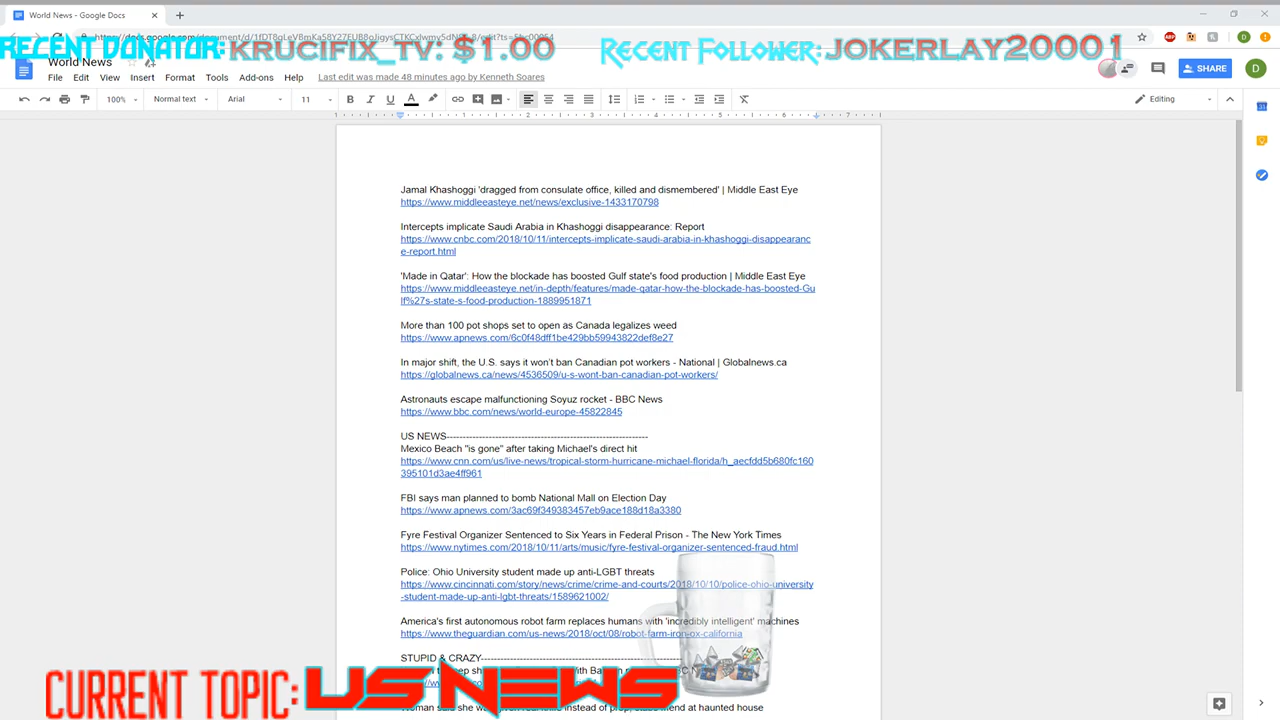 World News - Google Docs
RECENT DONATOR: KRUCIFIX_TV: $1.00
RECENT FOLLOWER: JOKERLAY20001
World News
File Edit View Insert Format Tools Add-ons Help Last edit was made 48 minutes ago by Kenneth Soares
SHARE
D
100% Normal text Arial 11 B I U A Editing
Jamal Khashoggi 'dragged from consulate office, killed and dismembered' | Middle East Eye
https://www.middleeasteye.net/news/exclusive-1433170798
Intercepts implicate Saudi Arabia in Khashoggi disappearance: Report
https://www.cnbc.com/2018/10/11/intercepts-implicate-saudi-arabia-in-khashoggi-disappearanc
e-report.html
'Made in Qatar': How the blockade has boosted Gulf state's food production | Middle East Eye
https://www.middleeasteye.net/in-depth/features/made-qatar-how-the-blockade-has-boosted-Gu
lf%27s-state-s-food-production-1889951871
More than 100 pot shops set to open as Canada legalizes weed
https://www.apnews.com/6c0f48dff1be429bb59943822def8e27
In major shift, the U.S. says it won't ban Canadian pot workers - National | Globalnews.ca
https://globalnews.ca/news/4536509/u-s-wont-ban-canadian-pot-workers/
Astronauts escape malfunctioning Soyuz rocket - BBC News
https://www.bbc.com/news/world-europe-45822845
US NEWS--------------------------------------------------------------
Mexico Beach "is gone" after taking Michael's direct hit
https://www.cnn.com/us/live-news/tropical-storm-hurricane-michael-florida/h_aecfdd5b680fc160
395101d3ae4ff961
FBI says man planned to bomb National Mall on Election Day
https://www.apnews.com/3ac69f349383457eb9ace188d18a3380
Fyre Festival Organizer Sentenced to Six Years in Federal Prison - The New York Times
https://www.nytimes.com/2018/10/11/arts/music/fyre-festival-organizer-sentenced-fraud.html
Police: Ohio University student made up anti-LGBT threats
https://www.cincinnati.com/story/news/crime/crime-and-courts/2018/10/10/police-ohio-university
-student-made-up-anti-lgbt-threats/1589621002/
America's first autonomous robot farm replaces humans with 'incredibly intelligent' machines
https://www.theguardian.com/us-news/2018/oct/08/robot-farm-iron-ox-california
STUPID & CRAZY--------------------------------------------------------------
CURRENT TOPIC: US NEWS
instead of prop, stabs friend at haunted house